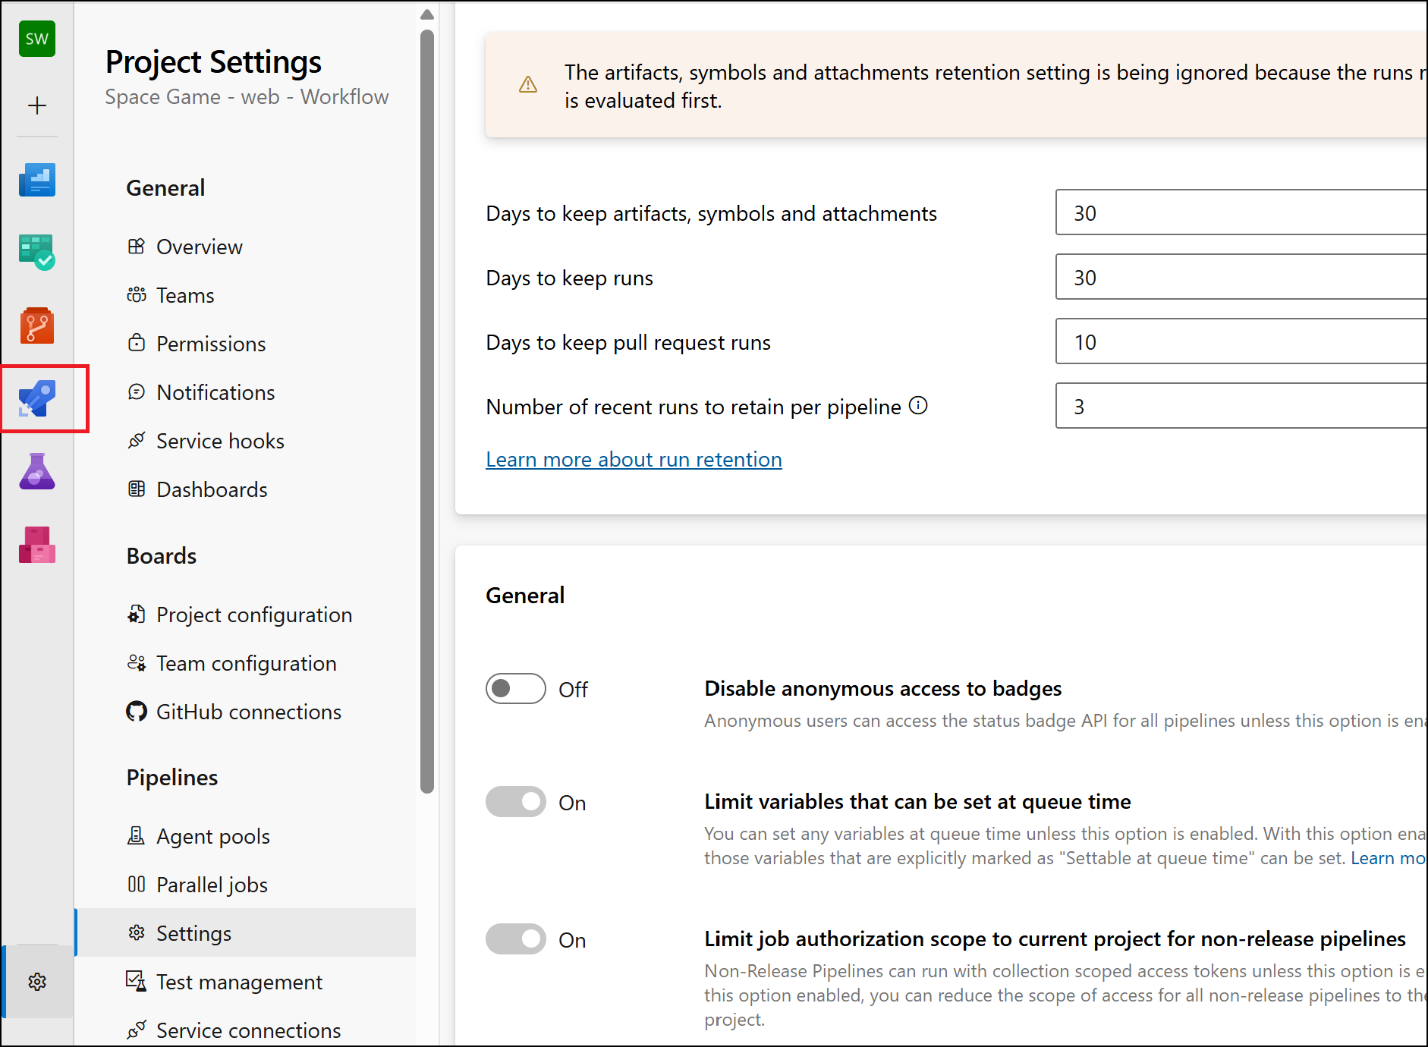 SW
Project Settings
Space Game - web - Workflow
General
Overview
Teams
Permissions
Notifications
Service hooks
Dashboards
Boards
Project configuration
Team configuration
GitHub connections
Pipelines
Agent pools
Parallel jobs
Settings
Test management
Service connections
The artifacts, symbols and attachments retention setting is being ignored because the runs r
is evaluated first.
Days to keep artifacts, symbols and attachments 30
Days to keep runs 30
Days to keep pull request runs 10
Number of recent runs to retain per pipeline 3
Learn more about run retention
General
Off Disable anonymous access to badges
Anonymous users can access the status badge API for all pipelines unless this option is ena
On Limit variables that can be set at queue time
You can set any variables at queue time unless this option is enabled. With this option ena
those variables that are explicitly marked as "Settable at queue time" can be set. Learn mo
On Limit job authorization scope to current project for non-release pipelines
Non-Release Pipelines can run with collection scoped access tokens unless this option is e
this option enabled, you can reduce the scope of access for all non-release pipelines to the
project.